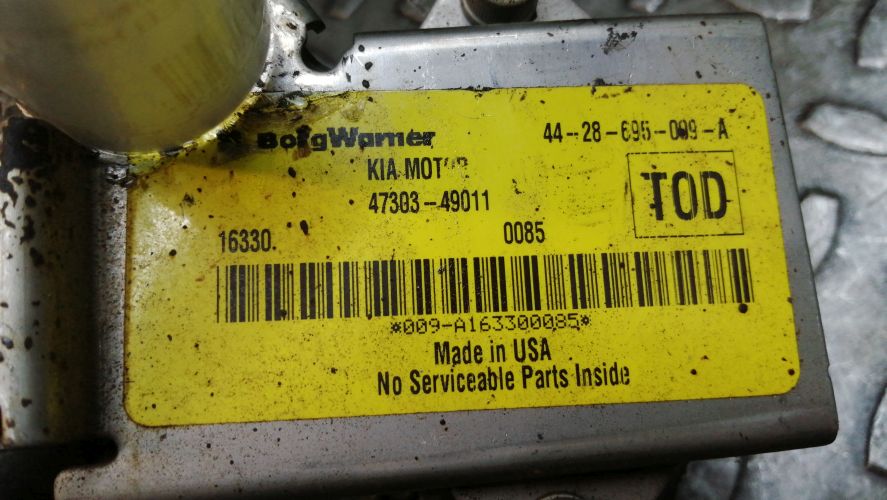 BorgWarner 44-28-695-009-A
KIA MOTOR
47303-49011
TOD
16330. 0085
*009-A163300085*
Made in USA
No Serviceable Parts Inside